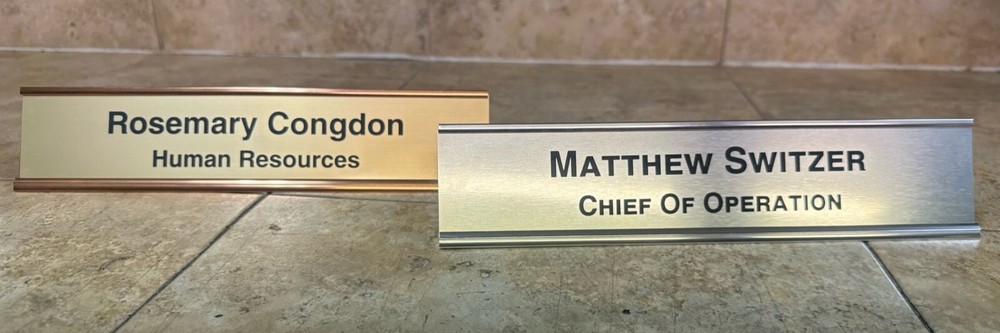 Rosemary Congdon
Human Resources
MATTHEW SWITZER
CHIEF OF OPERATION